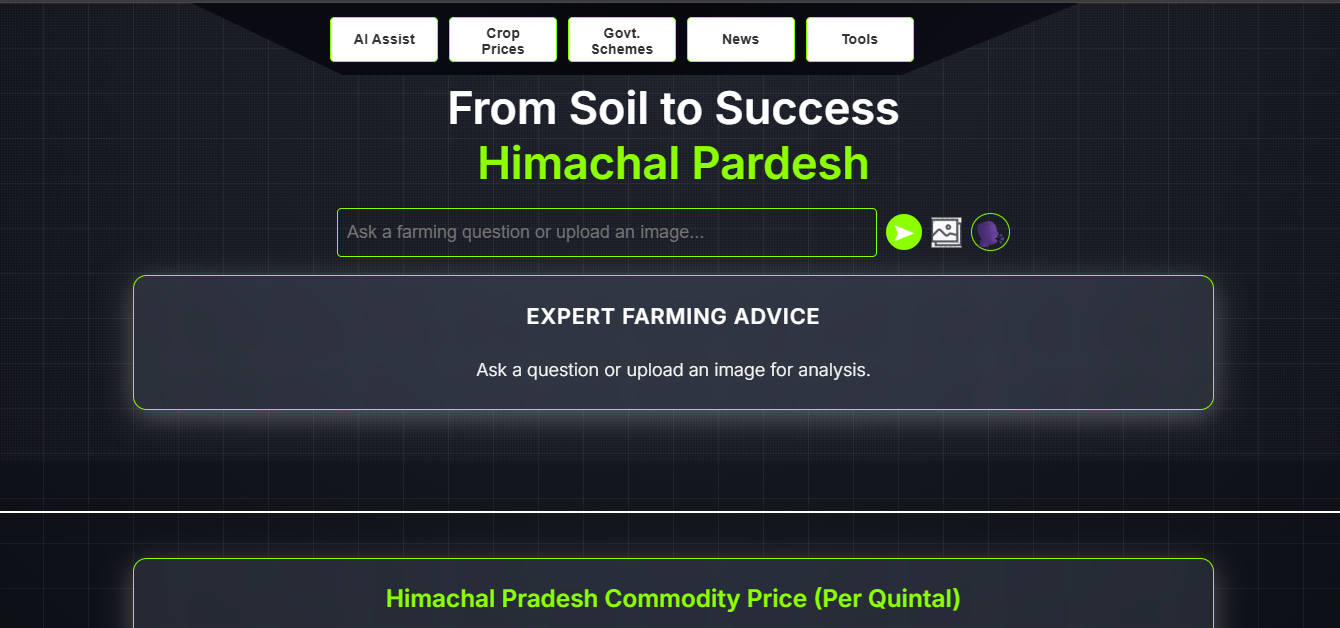 AI Assist
Crop
Prices
Govt.
Schemes
News
Tools
From Soil to Success
Himachal Pardesh
Ask a farming question or upload an image...
EXPERT FARMING ADVICE
Ask a question or upload an image for analysis.
Himachal Pradesh Commodity Price (Per Quintal)